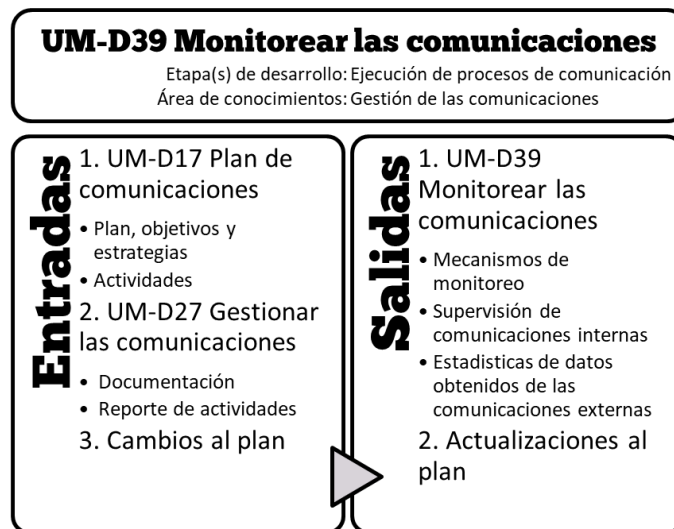 UM-D39 Monitorear las comunicaciones
Etapa(s) de desarrollo: Ejecución de procesos de comunicación
Área de conocimientos: Gestión de las comunicaciones
Entradas
1. UM-D17 Plan de
comunicaciones
• Plan, objetivos y
estrategias
• Actividades
2. UM-D27 Gestionar
las comunicaciones
• Documentación
• Reporte de actividades
3. Cambios al plan
Salidas
1. UM-D39
Monitorear las
comunicaciones
• Mecanismos de
monitoreo
• Supervisión de
comunicaciones internas
• Estadisticas de datos
obtenidos de las
comunicaciones externas
2. Actualizaciones al
plan